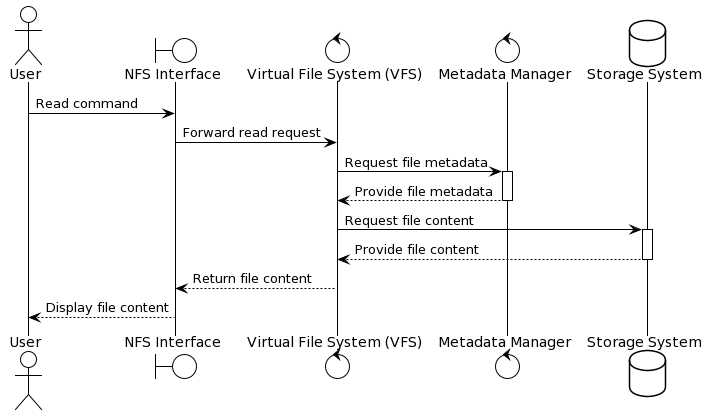 User
NFS Interface
Virtual File System (VFS)
Metadata Manager
Storage System
Read command
Forward read request
Request file metadata
Provide file metadata
Request file content
Provide file content
Return file content
Display file content
User
NFS Interface
Virtual File System (VFS)
Metadata Manager
Storage System